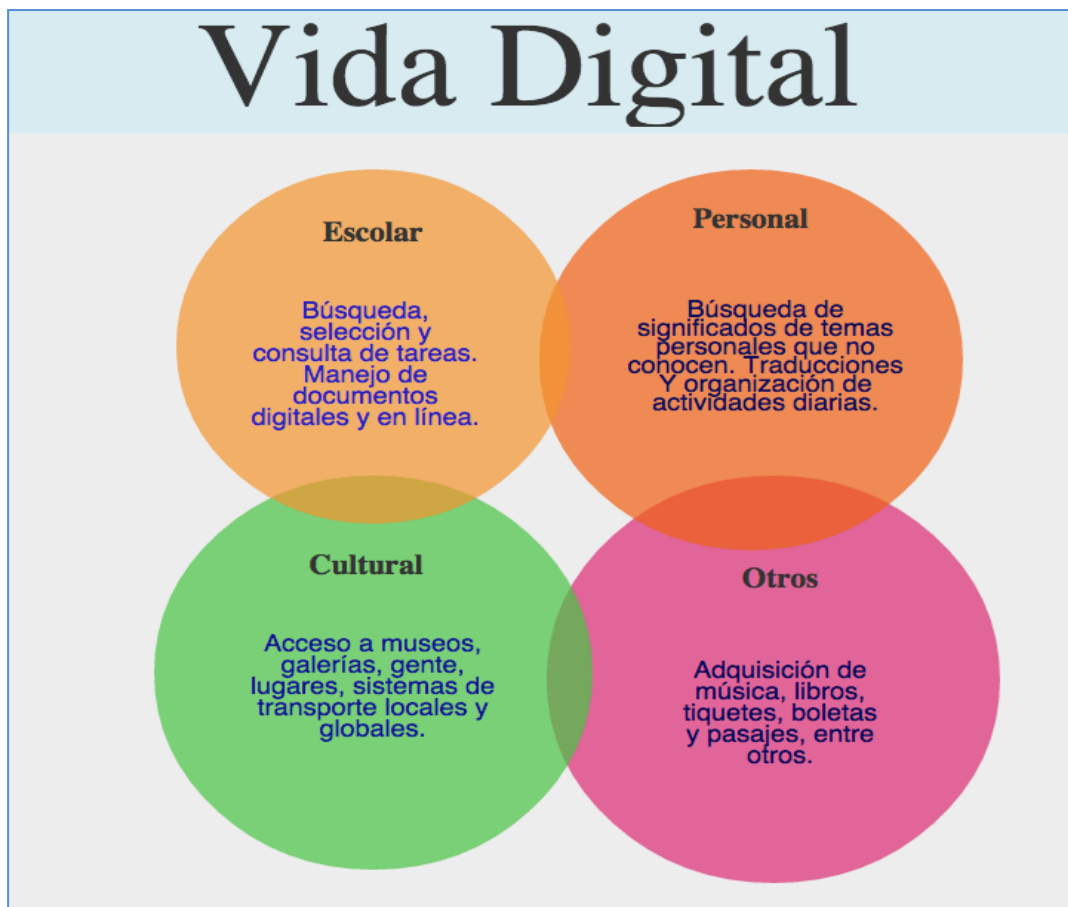 Vida Digital
Escolar
Búsqueda,
selección y
consulta de tareas.
Manejo de
documentos
digitales y en línea.
Personal
Búsqueda de
significados de temas
personales que no
conocen. Traducciones
Y organización de
actividades diarias.
Cultural
Acceso a museos,
galerías, gente,
lugares, sistemas de
transporte locales y
globales.
Otros
Adquisición de
música, libros,
tiquetes, boletas
y pasajes, entre
otros.